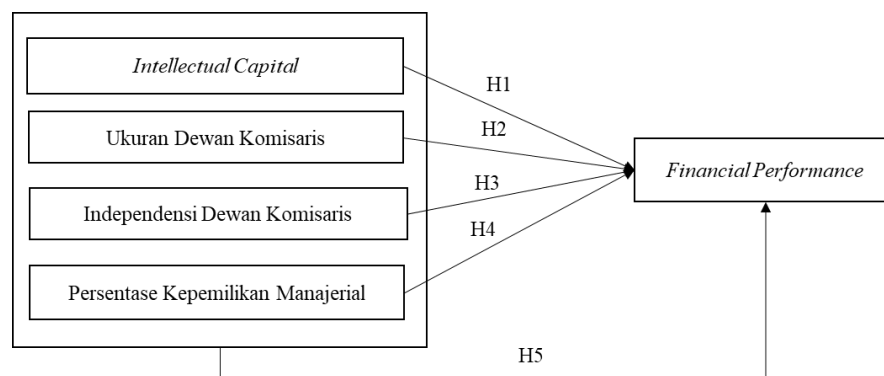 Intellectual Capital
H1
Ukuran Dewan Komisaris
H2
Financial Performance
Independensi Dewan Komisaris
H3
H4
Persentase Kepemilikan Manajerial
H5